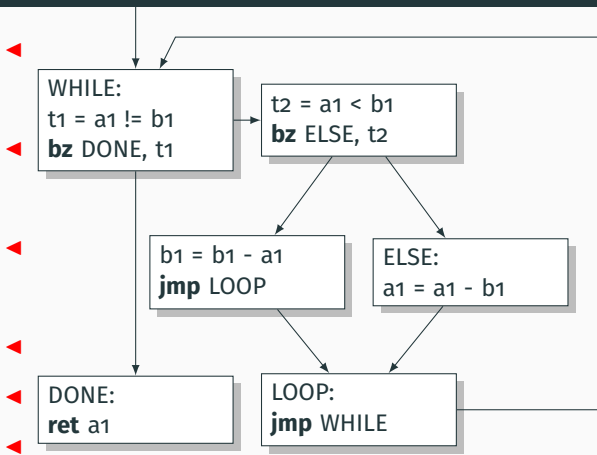 WHILE:
t1 = a1 != b1
bz DONE, t1
t2 = a1 < b1
bz ELSE, t2
b1 = b1 - a1
jmp LOOP
ELSE:
a1 = a1 - b1
DONE:
ret a1
LOOP:
jmp WHILE